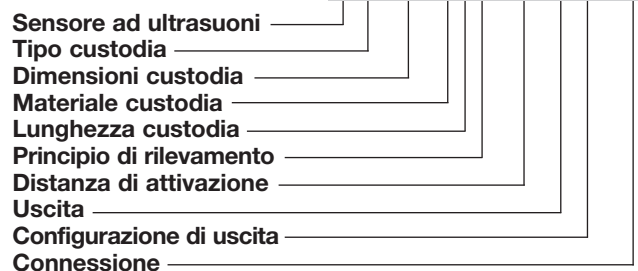 Sensore ad ultrasuoni
Tipo custodia
Dimensioni custodia
Materiale custodia
Lunghezza custodia
Principio di rilevamento
Distanza di attivazione
Uscita
Configurazione di uscita
Connessione